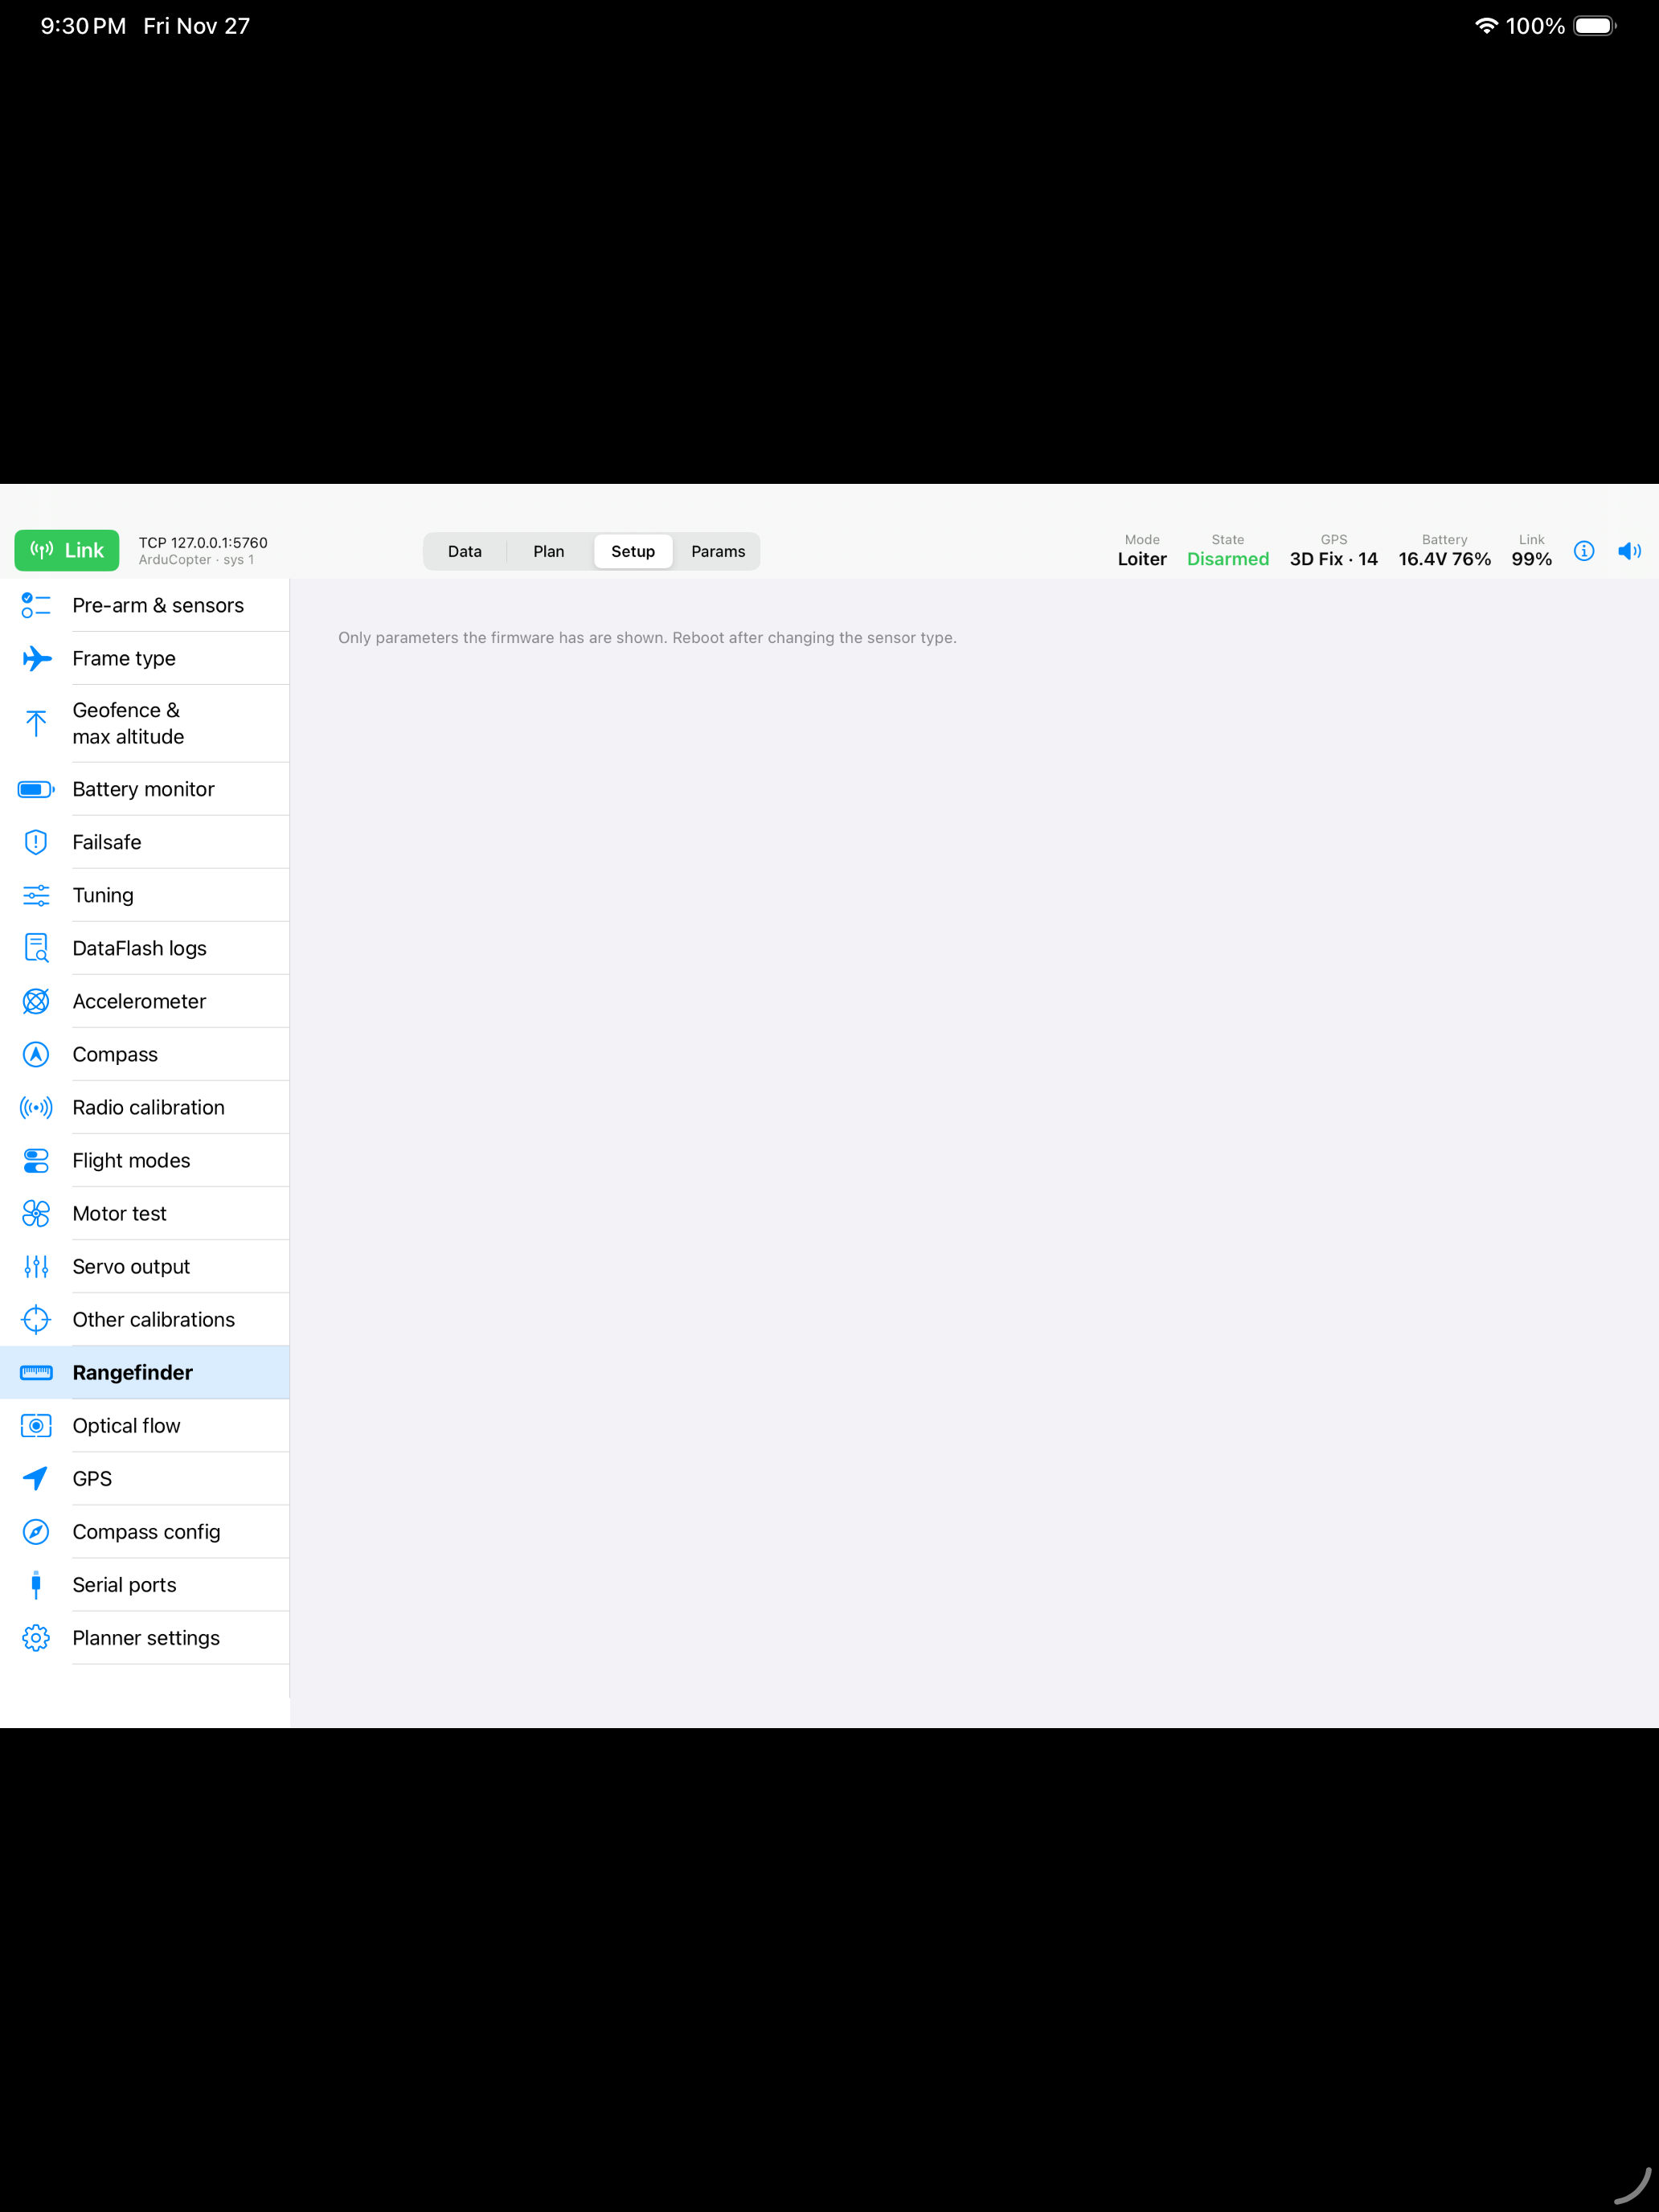 9:30 PM Fri Nov 27
100%
Link
TCP 127.0.0.1:5760
ArduCopter · sys 1
Data
Plan
Setup
Params
Mode
Loiter
State
Disarmed
GPS
3D Fix · 14
Battery
16.4V 76%
Link
99%
Pre-arm & sensors
Frame type
Geofence &
max altitude
Battery monitor
Failsafe
Tuning
DataFlash logs
Accelerometer
Compass
Radio calibration
Flight modes
Motor test
Servo output
Other calibrations
Rangefinder
Optical flow
GPS
Compass config
Serial ports
Planner settings
Only parameters the firmware has are shown. Reboot after changing the sensor type.